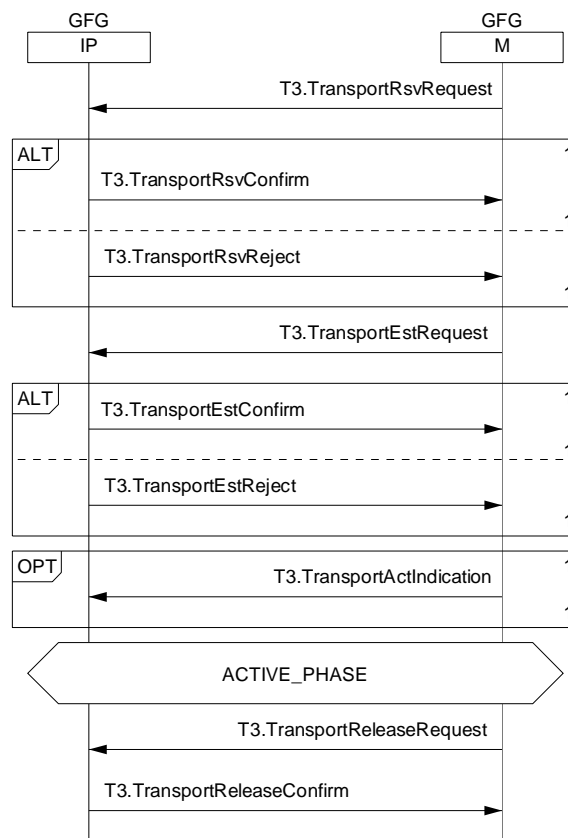 GFG GFG
IP M
T3.TransportRsvRequest
ALT
T3.TransportRsvConfirm
T3.TransportRsvReject
T3.TransportEstRequest
ALT
T3.TransportEstConfirm
T3.TransportEstReject
OPT
T3.TransportActIndication
ACTIVE_PHASE
T3.TransportReleaseRequest
T3.TransportReleaseConfirm